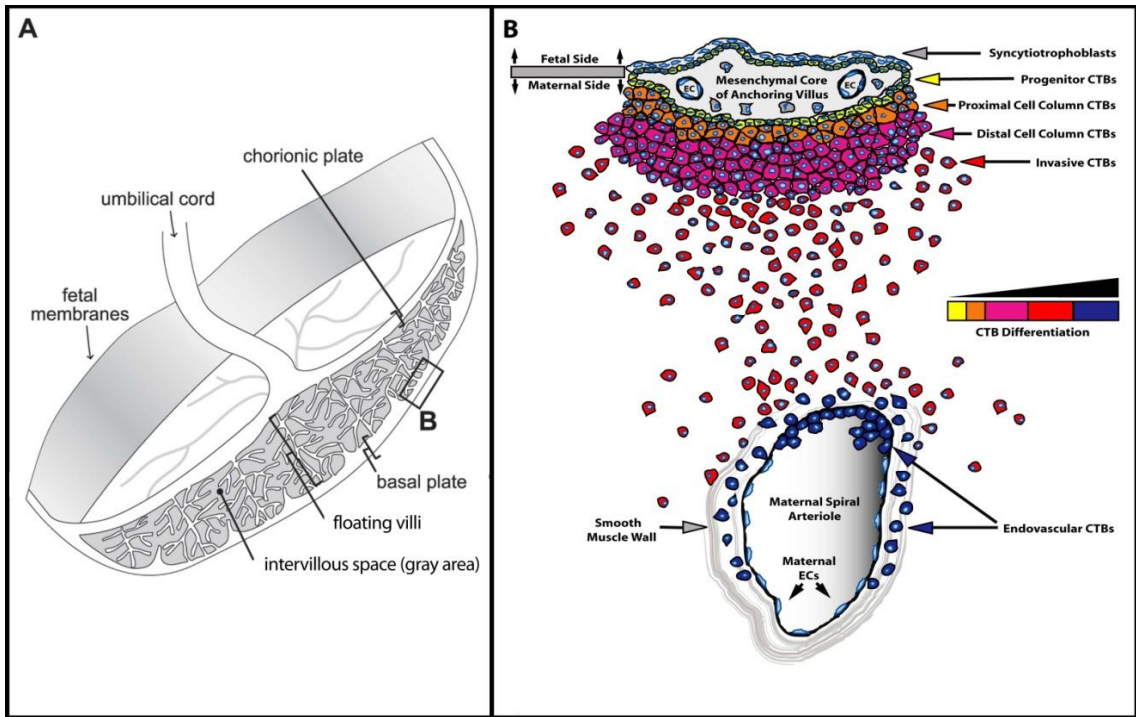 A
chorionic plate
umbilical cord
fetal
membranes
B
basal plate
floating villi
intervillous space (gray area)
B
Fetal Side
Maternal Side
Mesenchymal Core
of Anchoring Villus
EC
EC
Syncytiotrophoblasts
Progenitor CTBs
Proximal Cell Column CTBs
Distal Cell Column CTBs
Invasive CTBs
CTB Differentiation
Maternal Spiral
Arteriole
Smooth
Muscle Wall
Endovascular CTBs
Maternal
ECs